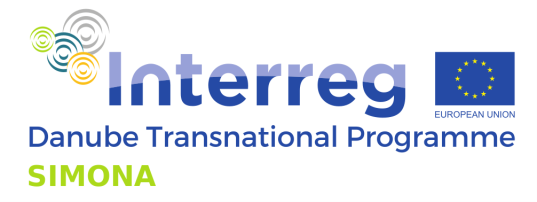 Interreg
EUROPEAN UNION
Danube Transnational Programme
SIMONA